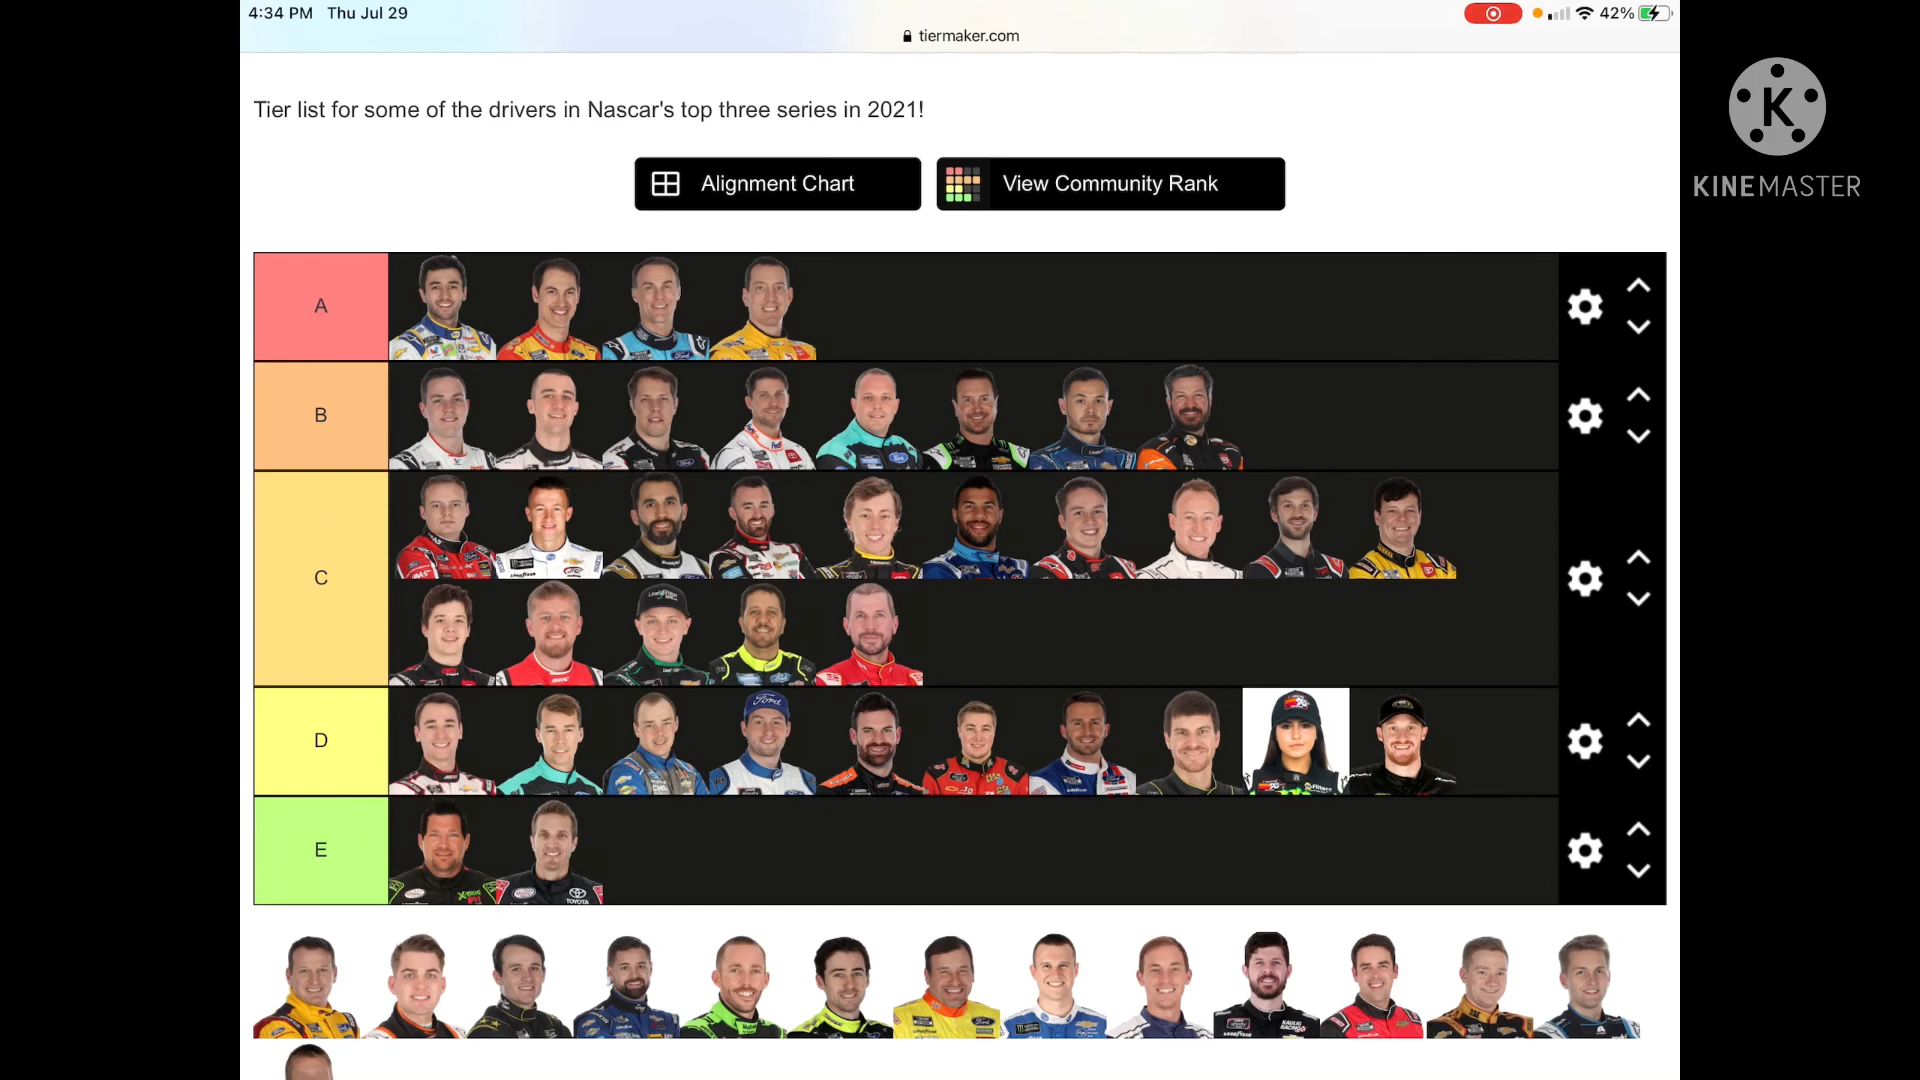 4:34 PM Thu Jul 29
42%
tiermaker.com
Tier list for some of the drivers in Nascar's top three series in 2021!
Alignment Chart
View Community Rank
K
KINEMASTER
A
B
C
D
E